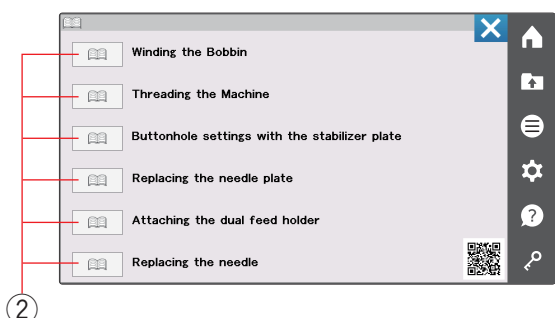 Winding the Bobbin
Threading the Machine
Buttonhole settings with the stabilizer plate
Replacing the needle plate
Attaching the dual feed holder
Replacing the needle
?
2